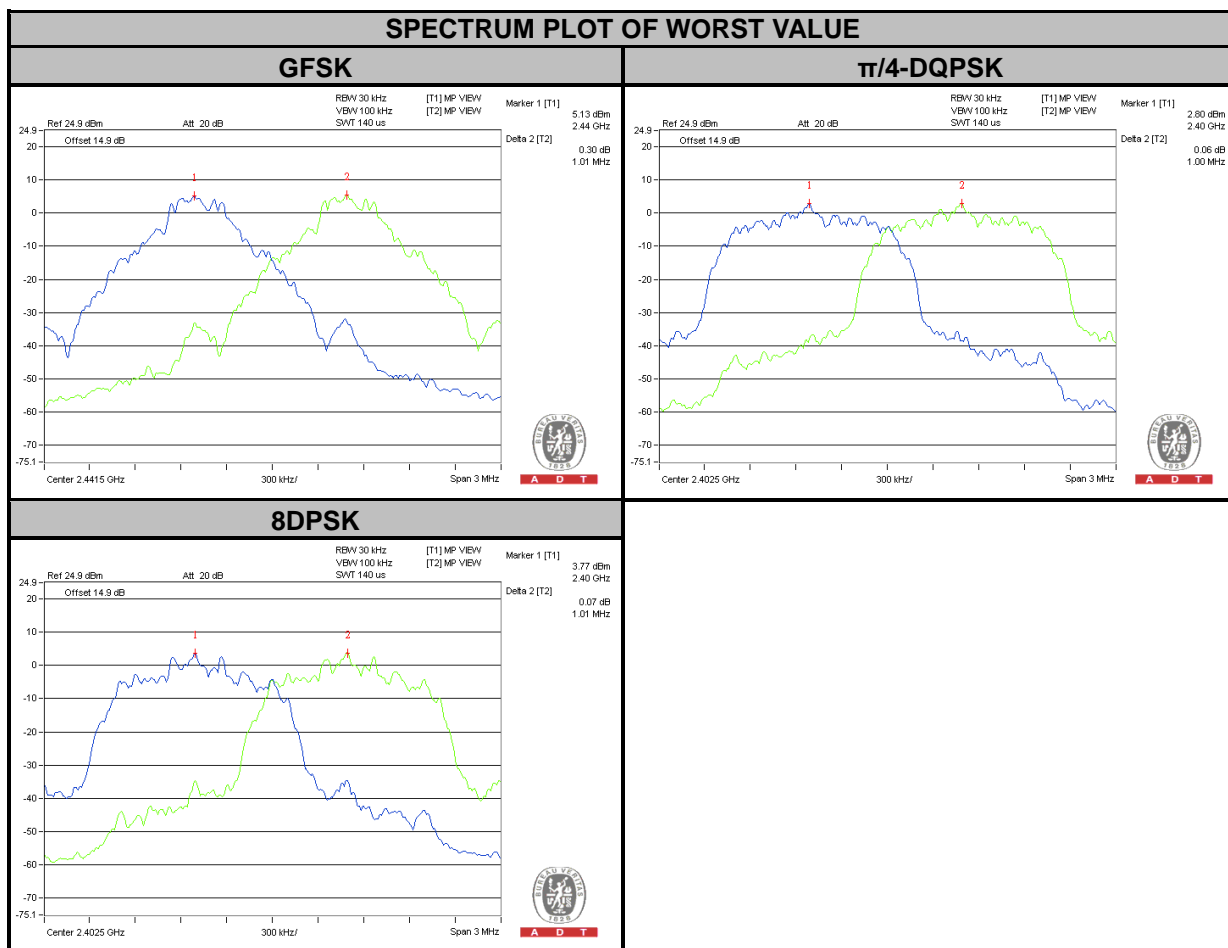 SPECTRUM PLOT OF WORST VALUE
GFSK
π/4-DQPSK
RBW 30 kHz [T1] MP VIEW
VBW 100 kHz [T2] MP VIEW
Ref 24.9 dBm Att 20 dB SWT 140 us
Marker 1 [T1]
5.13 dBm
2.44 GHz
Delta 2 [T2]
0.30 dB
1.01 MHz
24.9
Offset 14.9 dB
20
10
0
-10
-20
-30
-40
-50
-60
-70
-75.1
1
2
Center 2.4415 GHz 300 kHz/ Span 3 MHz
BUREAU VERITAS
1828
A D T
RBW 30 kHz [T1] MP VIEW
VBW 100 kHz [T2] MP VIEW
Ref 24.9 dBm Att 20 dB SWT 140 us
Marker 1 [T1]
2.80 dBm
2.40 GHz
Delta 2 [T2]
0.06 dB
1.00 MHz
24.9
Offset 14.9 dB
20
10
0
-10
-20
-30
-40
-50
-60
-70
-75.1
1
2
Center 2.4025 GHz 300 kHz/ Span 3 MHz
BUREAU VERITAS
1828
A D T
8DPSK
RBW 30 kHz [T1] MP VIEW
VBW 100 kHz [T2] MP VIEW
Ref 24.9 dBm Att 20 dB SWT 140 us
Marker 1 [T1]
3.77 dBm
2.40 GHz
Delta 2 [T2]
0.07 dB
1.01 MHz
24.9
Offset 14.9 dB
20
10
0
-10
-20
-30
-40
-50
-60
-70
-75.1
1
2
Center 2.4025 GHz 300 kHz/ Span 3 MHz
BUREAU VERITAS
1828
A D T